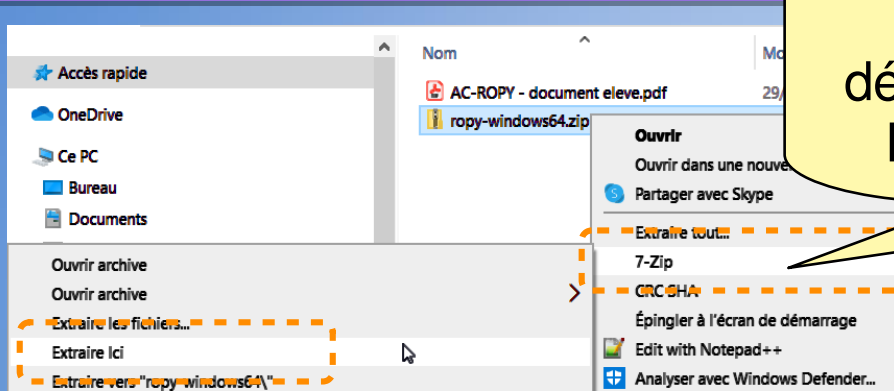 Nom
Accès rapide
AC-ROPY - document eleve.pdf
29/
OneDrive
ropy-windows64.zip
Ce PC
Bureau
Documents
Ouvrir
Ouvrir dans une nouve
Partager avec Skype
Extraire tout...
7-Zip
CRC SHA
Épingler à l'écran de démarrage
Edit with Notepad++
Analyser avec Windows Defender...
Ouvrir archive
Ouvrir archive
Extraire les fichiers...
Extraire Ici
Extraire vers "ropy-windows64\"